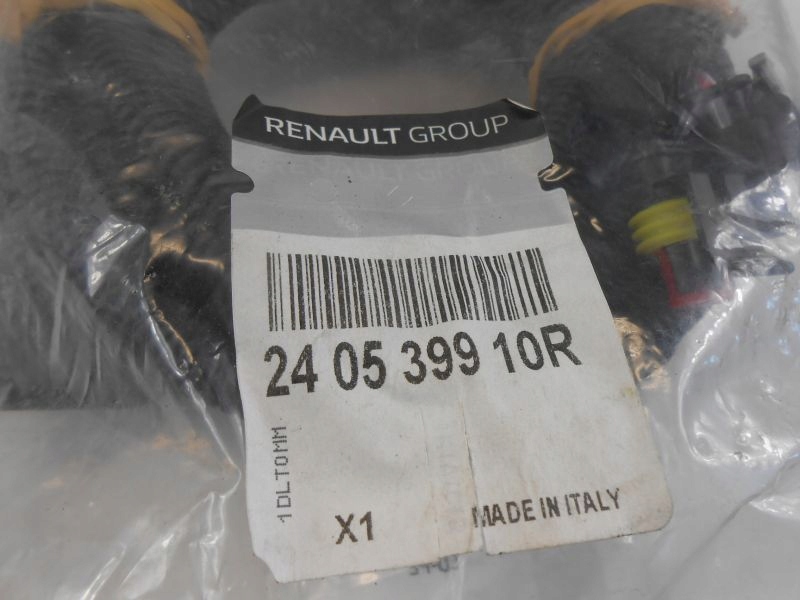 RENAULT GROUP
24 05 399 10R
1DLT0MM
X1
MADE IN ITALY